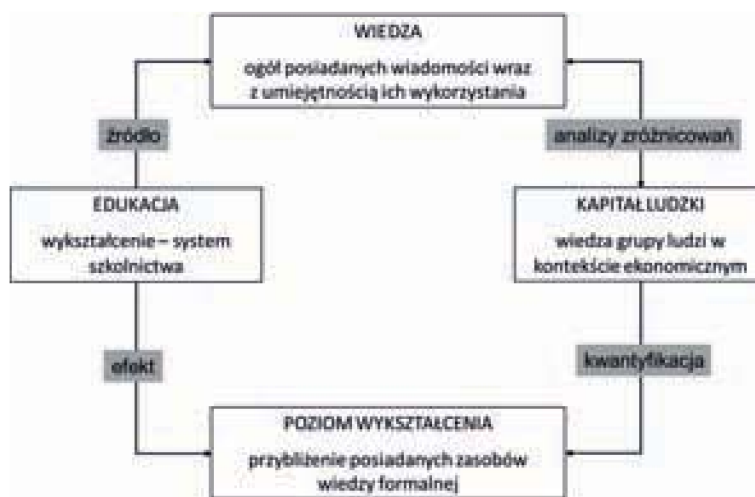 WIEDZA
ogół posiadanych wiadomości wraz
z umiejętnością ich wykorzystania
źródło
analizy zróżnicowań
EDUKACJA
wykształcenie – system
szkolnictwa
KAPITAŁ LUDZKI
wiedza grupy ludzi w
kontekście ekonomicznym
efekt
kwantyfikacja
POZIOM WYKSZTAŁCENIA
przybliżenie posiadanych zasobów
wiedzy formalnej